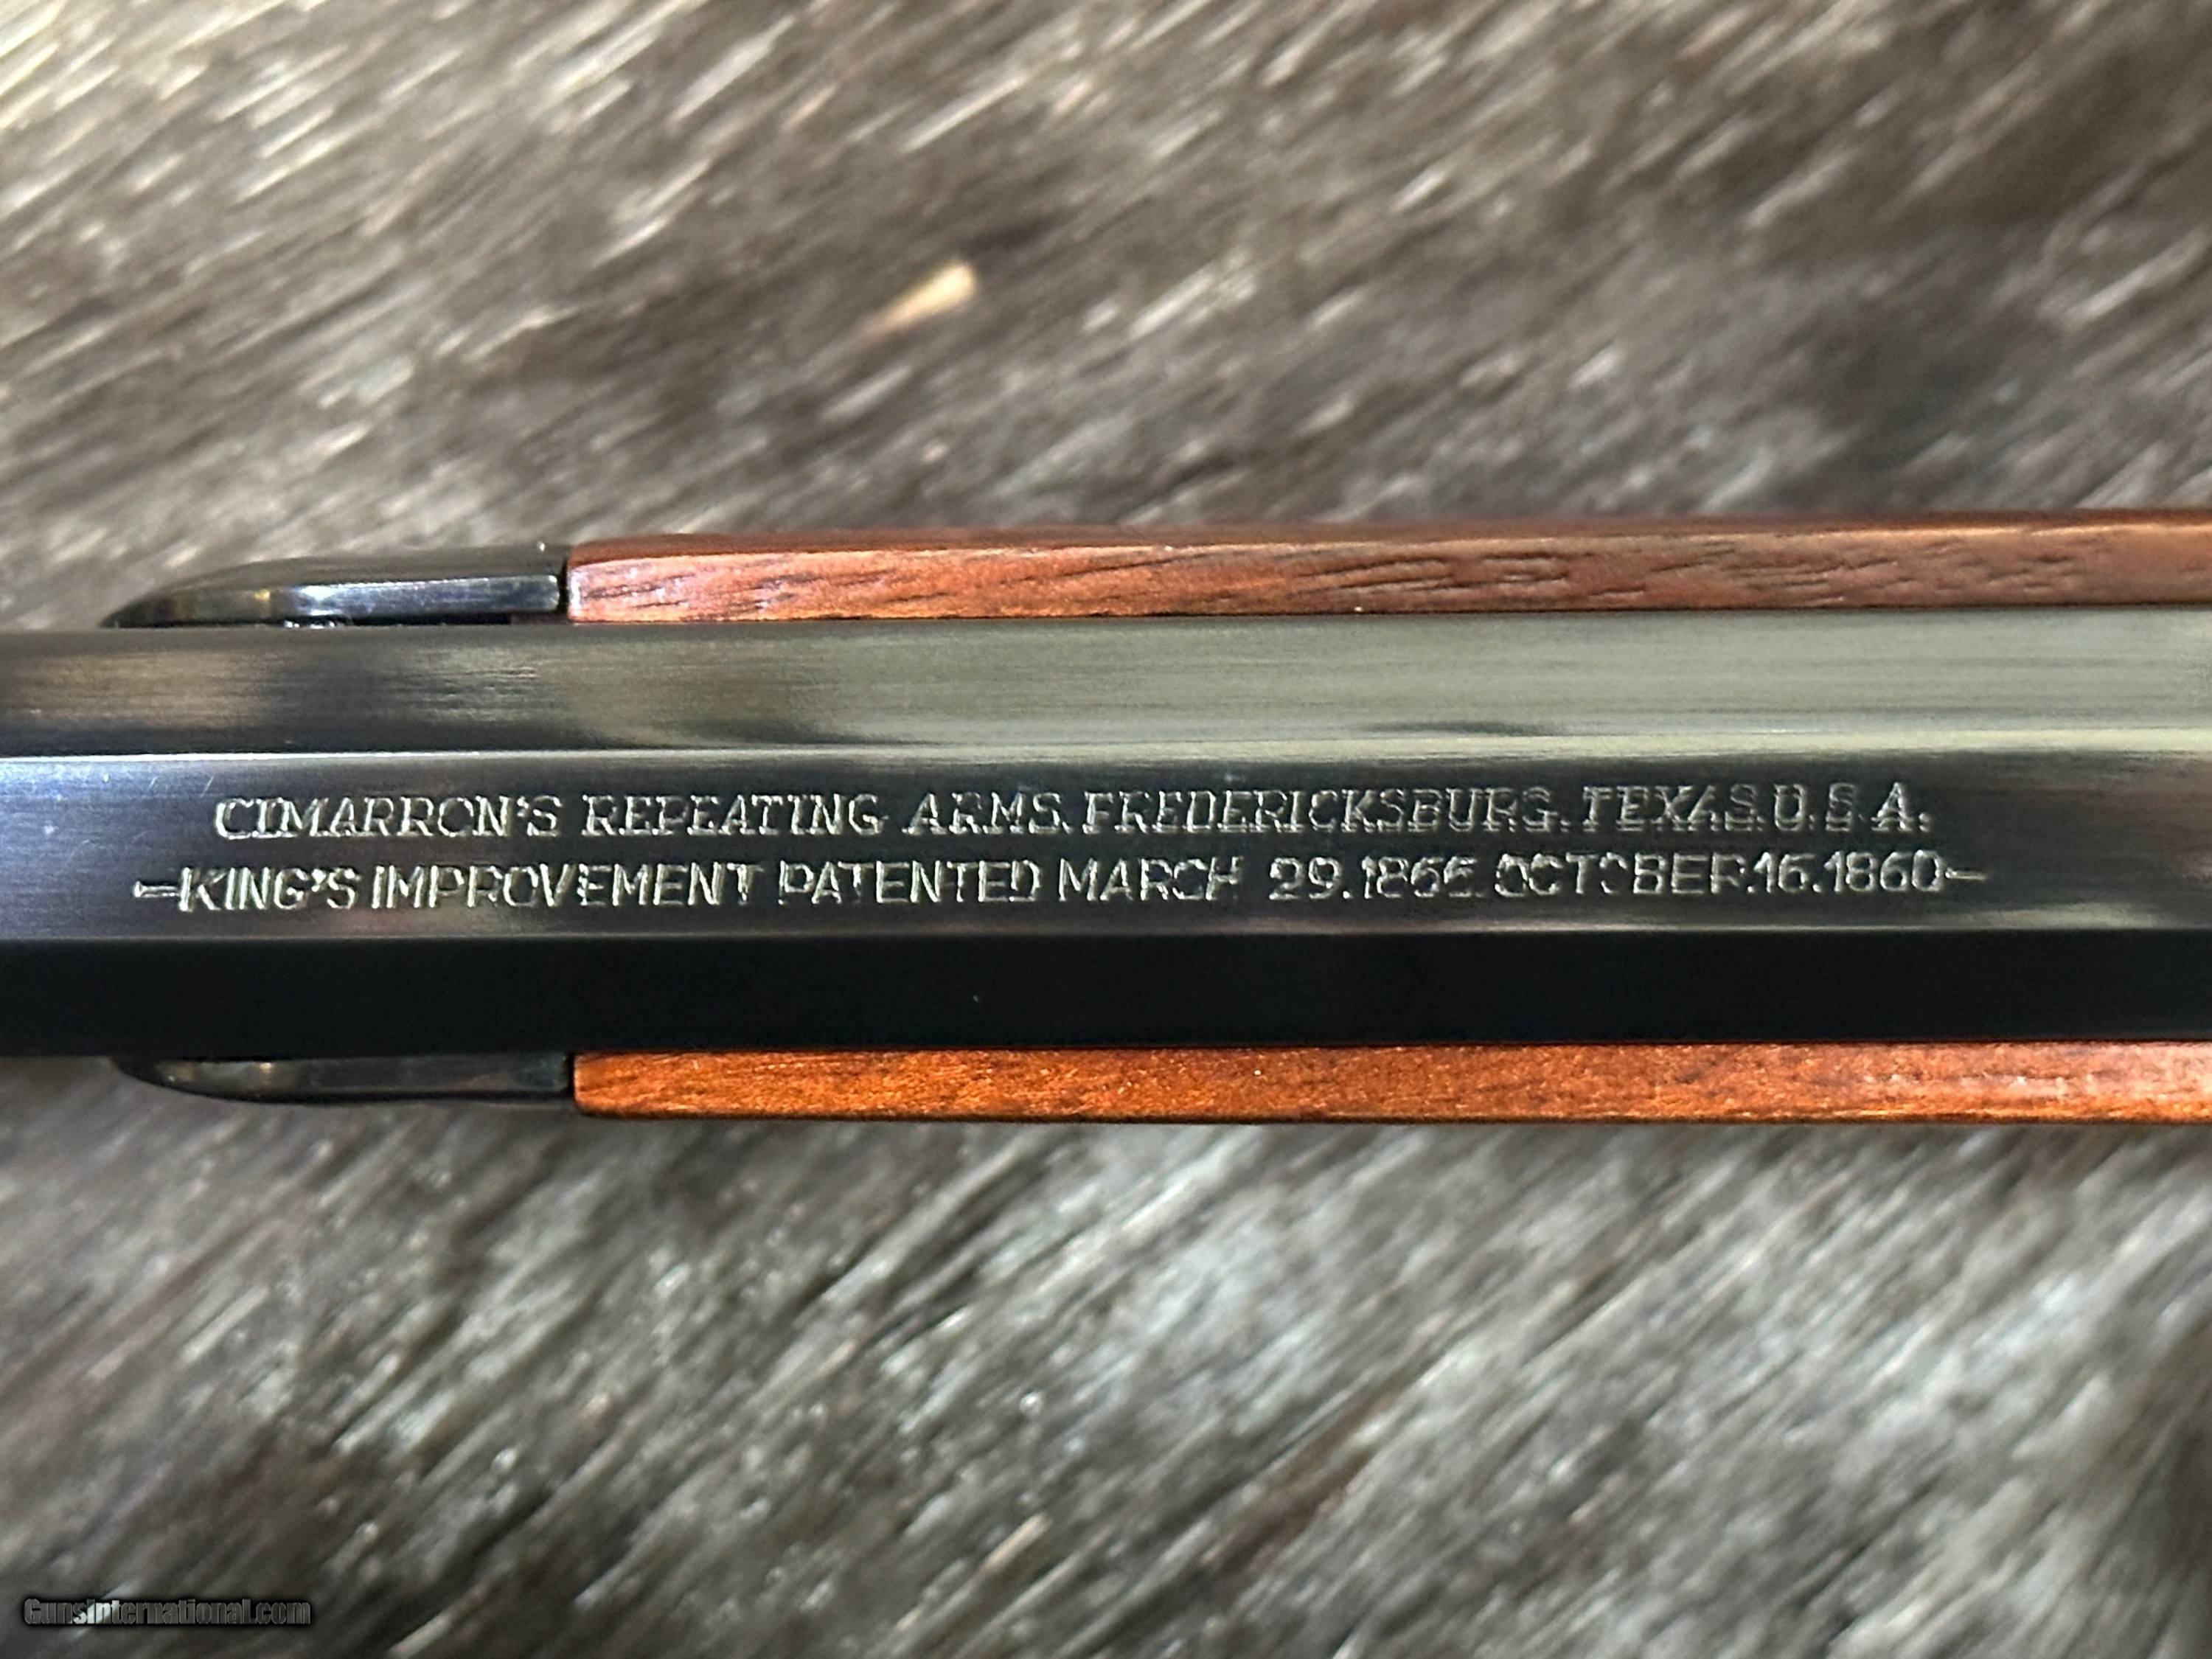 CIMARRON'S REPEATING ARMS. FREDERICKSBURG. TEXAS. U.S.A.
-KING'S IMPROVEMENT PATENTED MARCH 29.1866. OCTOBER.16.1860-
GunsInternational.com